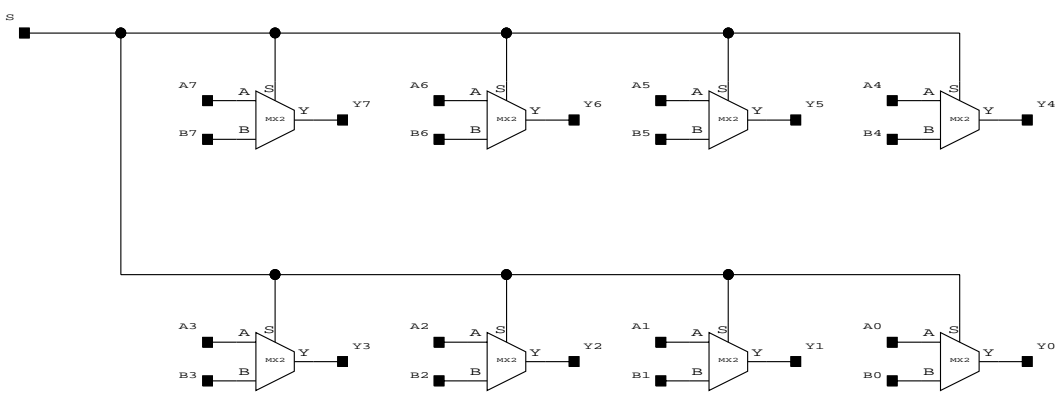 S
A7 A S Y Y7
MX2
B7 B
A6 A S Y Y6
MX2
B6 B
A5 A S Y Y5
MX2
B5 B
A4 A S Y Y4
MX2
B4 B
A3 A S Y Y3
MX2
B3 B
A2 A S Y Y2
MX2
B2 B
A1 A S Y Y1
MX2
B1 B
A0 A S Y Y0
MX2
B0 B